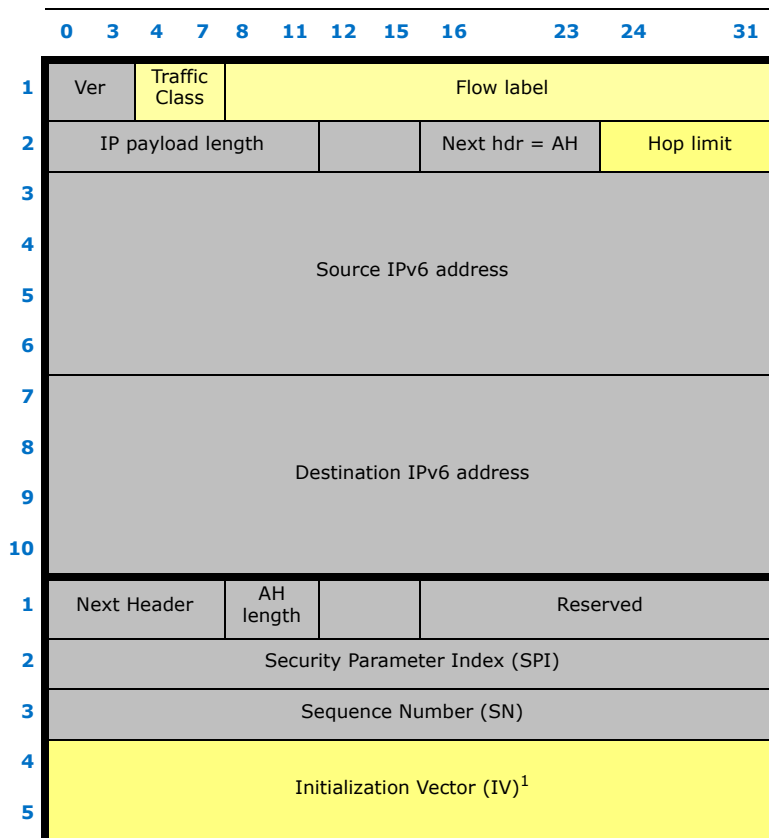 0 3 4 7 8 11 12 15 16 23 24 31
1 Ver Traffic Class Flow label
2 IP payload length Next hdr = AH Hop limit
3
4
Source IPv6 address
5
6
7
8
Destination IPv6 address
9
10
1 Next Header AH length Reserved
2 Security Parameter Index (SPI)
3 Sequence Number (SN)
4
Initialization Vector (IV)1
5